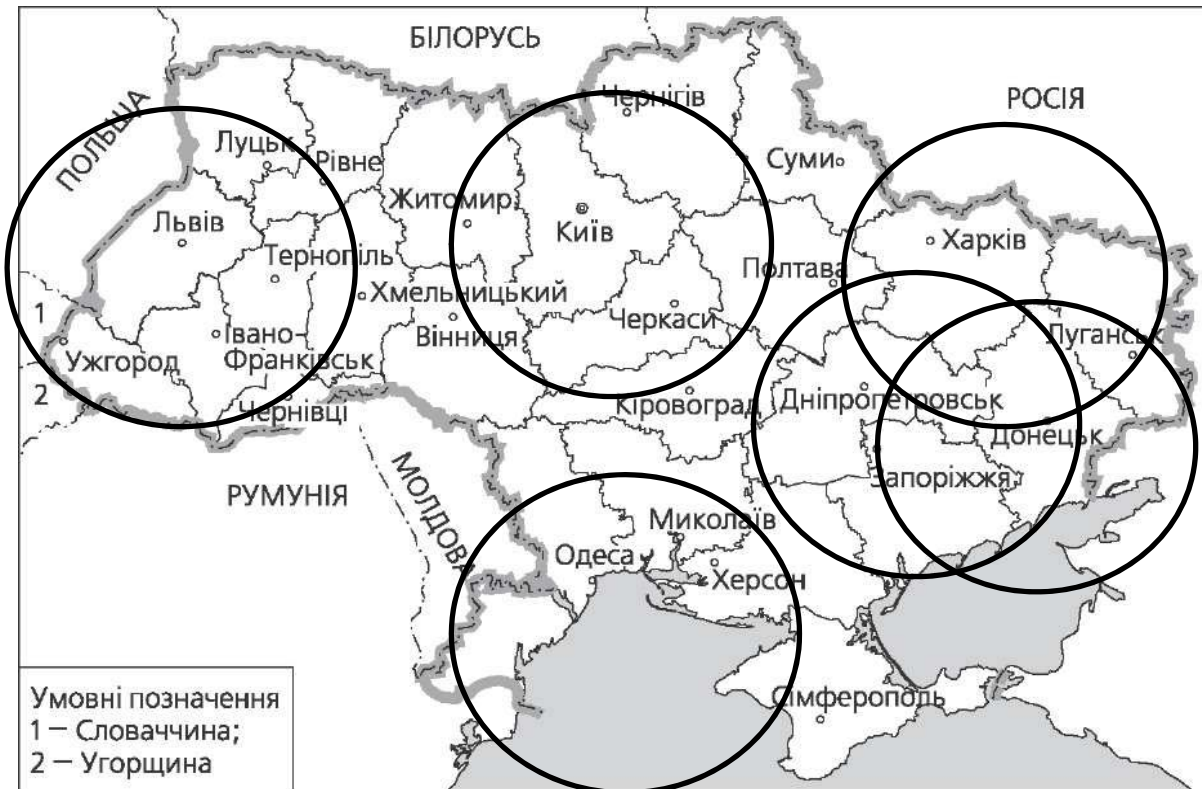 БІЛОРУСЬ
ПОЛЬЩА
РОСІЯ
Чернігів
Луцьк
Рівне
Суми
Житомир
Київ
Львів
Харків
Тернопіль
Полтава
Хмельницький
1
Черкаси
Вінниця
Івано-
Франківськ
Ужгород
Луганськ
2
Чернівці
Кіровоград
Дніпропетровськ
Донецьк
Запоріжжя
РУМУНІЯ
МОЛДОВА
Миколаїв
Одеса
Херсон
Сімферополь
Умовні позначення
1 – Словаччина;
2 – Угорщина